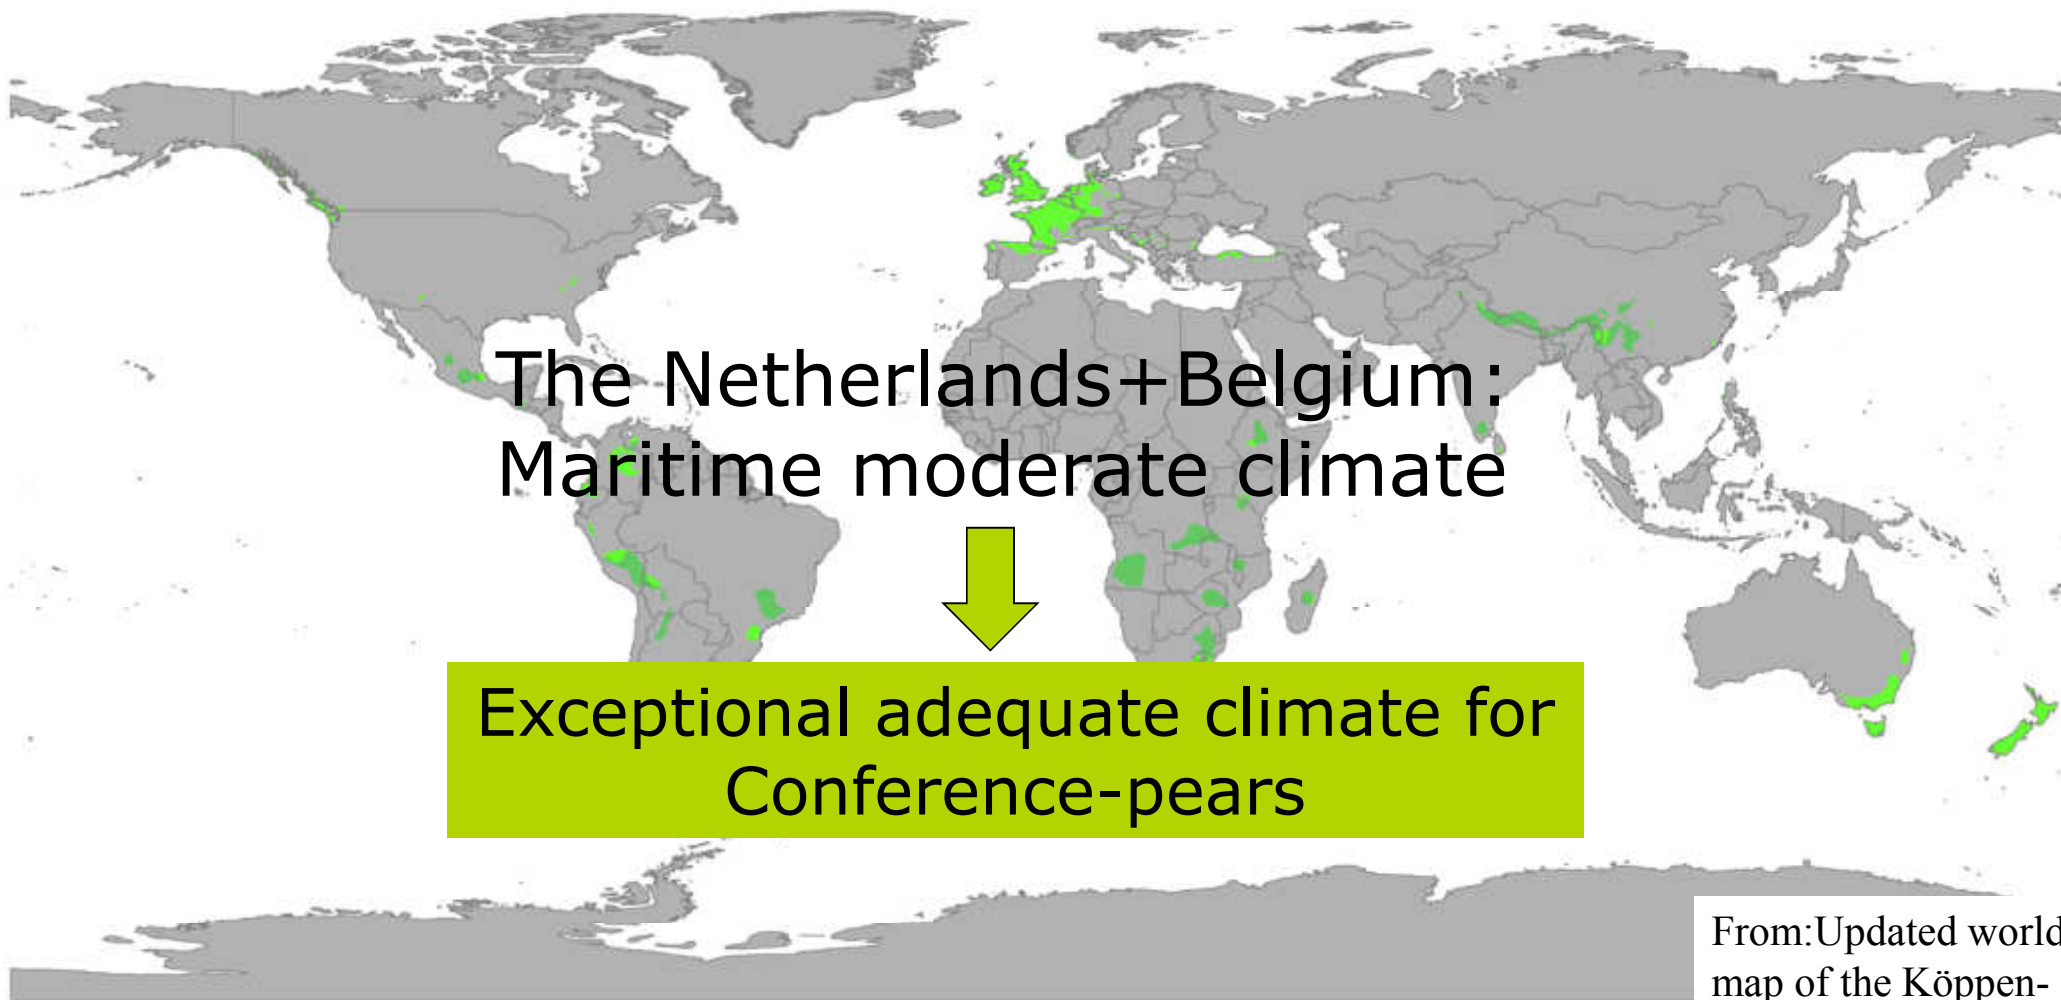 The Netherlands+Belgium:
Maritime moderate climate
Exceptional adequate climate for
Conference-pears
From:Updated world
map of the Köppen-